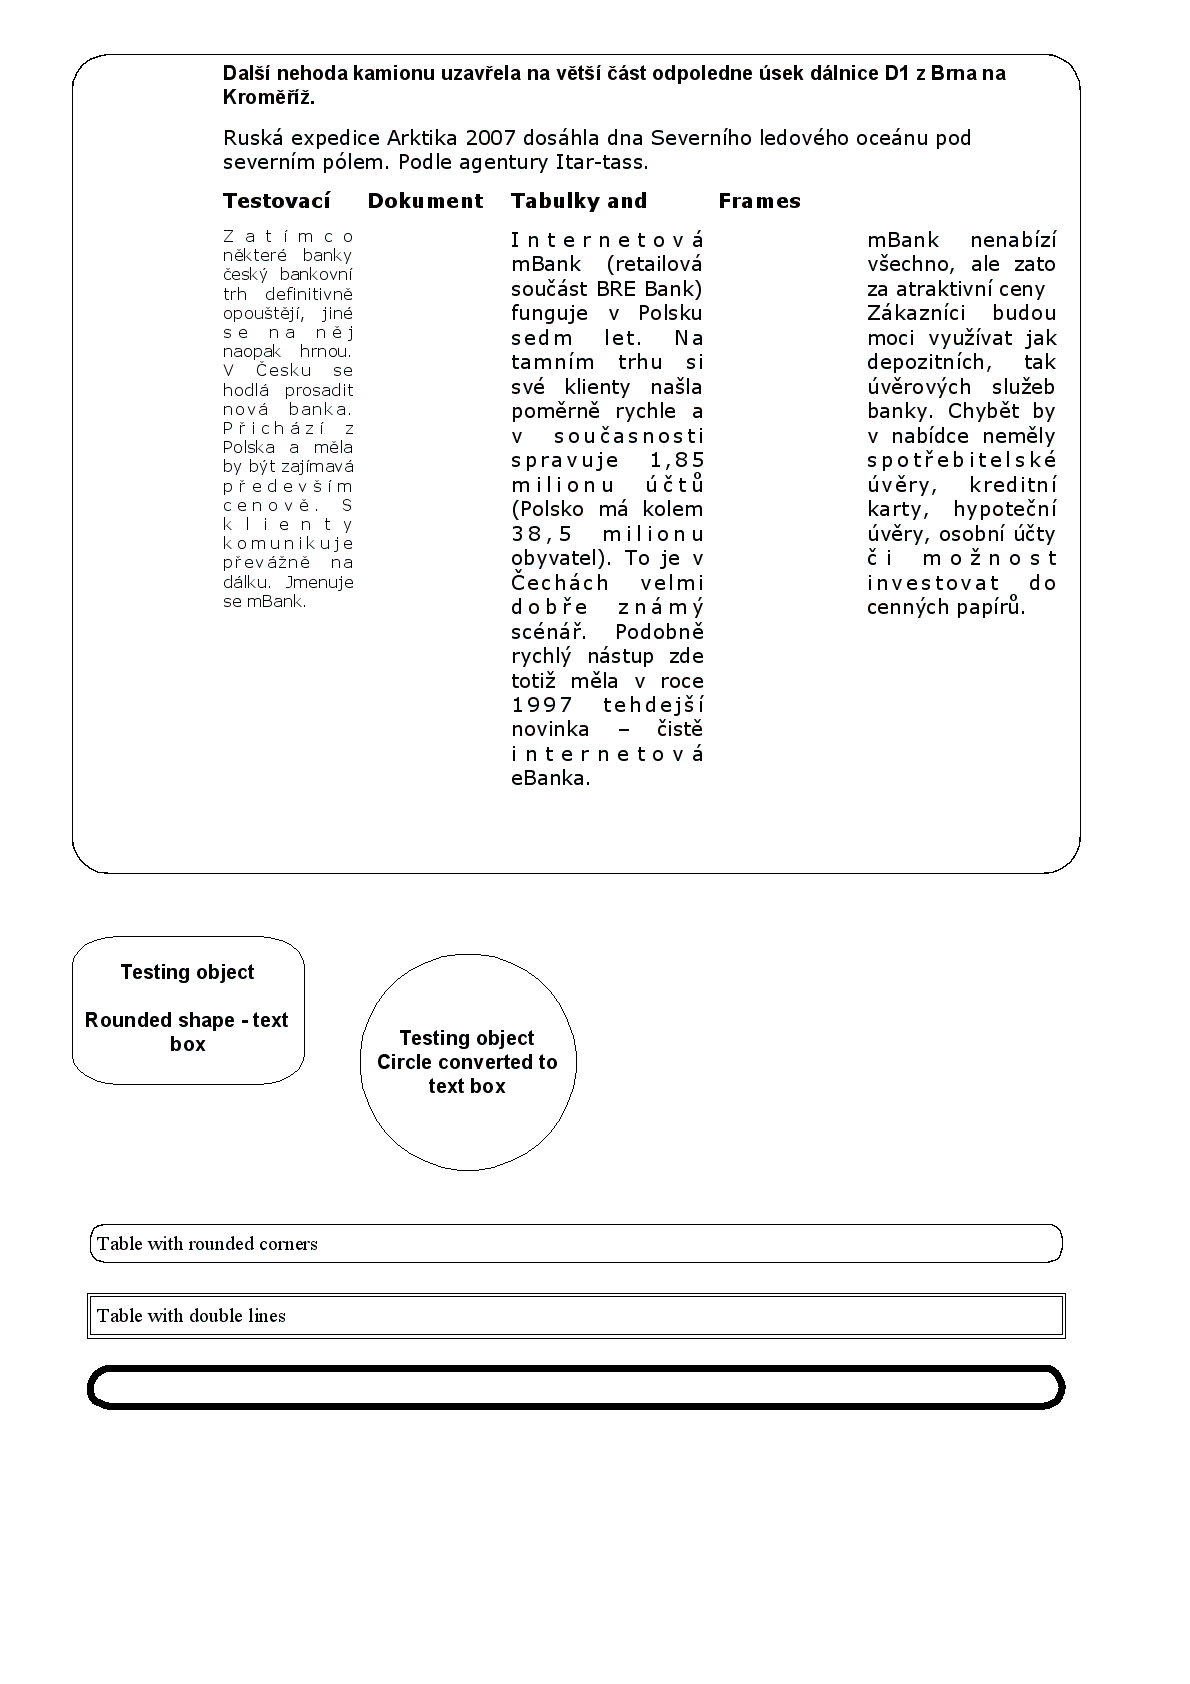 Další nehoda kamionu uzavřela na větší část odpoledne úsek dálnice D1 z Brna na
Kroměříž.
Ruská expedice Arktika 2007 dosáhla dna Severního ledového oceánu pod
severním pólem. Podle agentury Itar-tass.
Testovací Dokument Tabulky and Frames
Zatímco
některé banky
český bankovní
trh definitivně
opouštějí, jiné
se na něj
naopak hrnou.
V Česku se
hodlá prosadit
nová banka.
Přichází z
Polska a měla
by být zajímavá
především
cenově. S
klienty
komunikuje
převážně na
dálku. Jmenuje
se mBank.
Internetová
mBank (retailová
součást BRE Bank)
funguje v Polsku
sedm let. Na
tamním trhu si
své klienty našla
poměrně rychle a
v současnosti
spravuje 1,85
milionu účtů
(Polsko má kolem
38,5 milionu
obyvatel). To je v
Čechách velmi
dobře známý
scénář. Podobně
rychlý nástup zde
totiž měla v roce
1997 tehdejší
novinka – čistě
internetová
eBanka.
mBank nenabízí
všechno, ale zato
za atraktivní ceny
Zákazníci budou
moci využívat jak
depozitních, tak
úvěrových služeb
banky. Chybět by
v nabídce neměly
spotřebitelské
úvěry, kreditní
karty, hypoteční
úvěry, osobní účty
či možnost
investovat do
cenných papírů.
Testing object
Rounded shape - text
box
Testing object
Circle converted to
text box
Table with rounded corners
Table with double lines